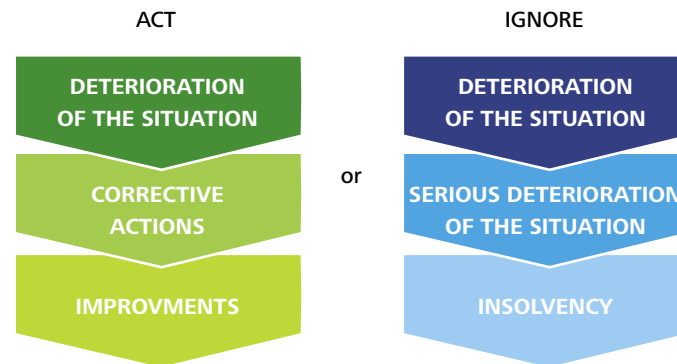 ACT
DETERIORATION
OF THE SITUATION
CORRECTIVE
ACTIONS
IMPROVMENTS
or
IGNORE
DETERIORATION
OF THE SITUATION
SERIOUS DETERIORATION
OF THE SITUATION
INSOLVENCY